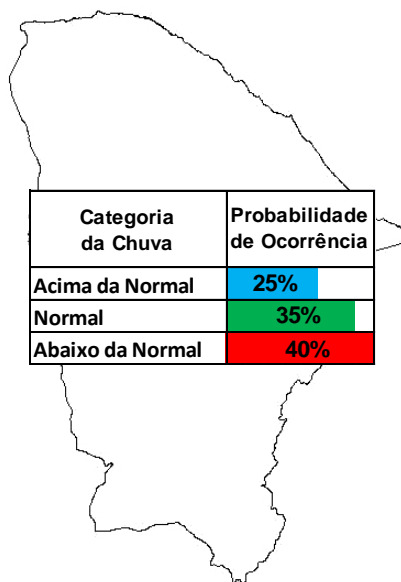 Categoria
da Chuva
Probabilidade
de Ocorrência
Acima da Normal 25%
Normal 35%
Abaixo da Normal 40%